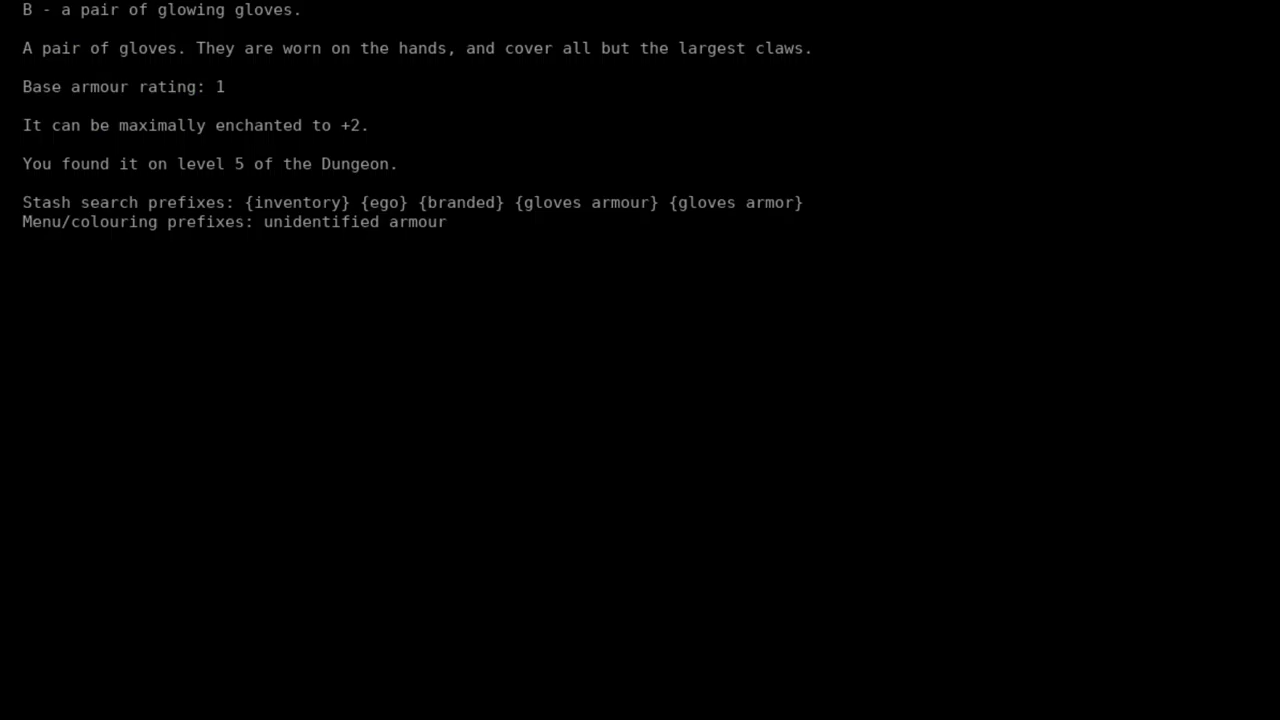 B - a pair of glowing gloves.
A pair of gloves. They are worn on the hands, and cover all but the largest claws.
Base armour rating: 1
It can be maximally enchanted to +2.
You found it on level 5 of the Dungeon.
Stash search prefixes: {inventory} {ego} {branded} {gloves armour} {gloves armor}
Menu/colouring prefixes: unidentified armour